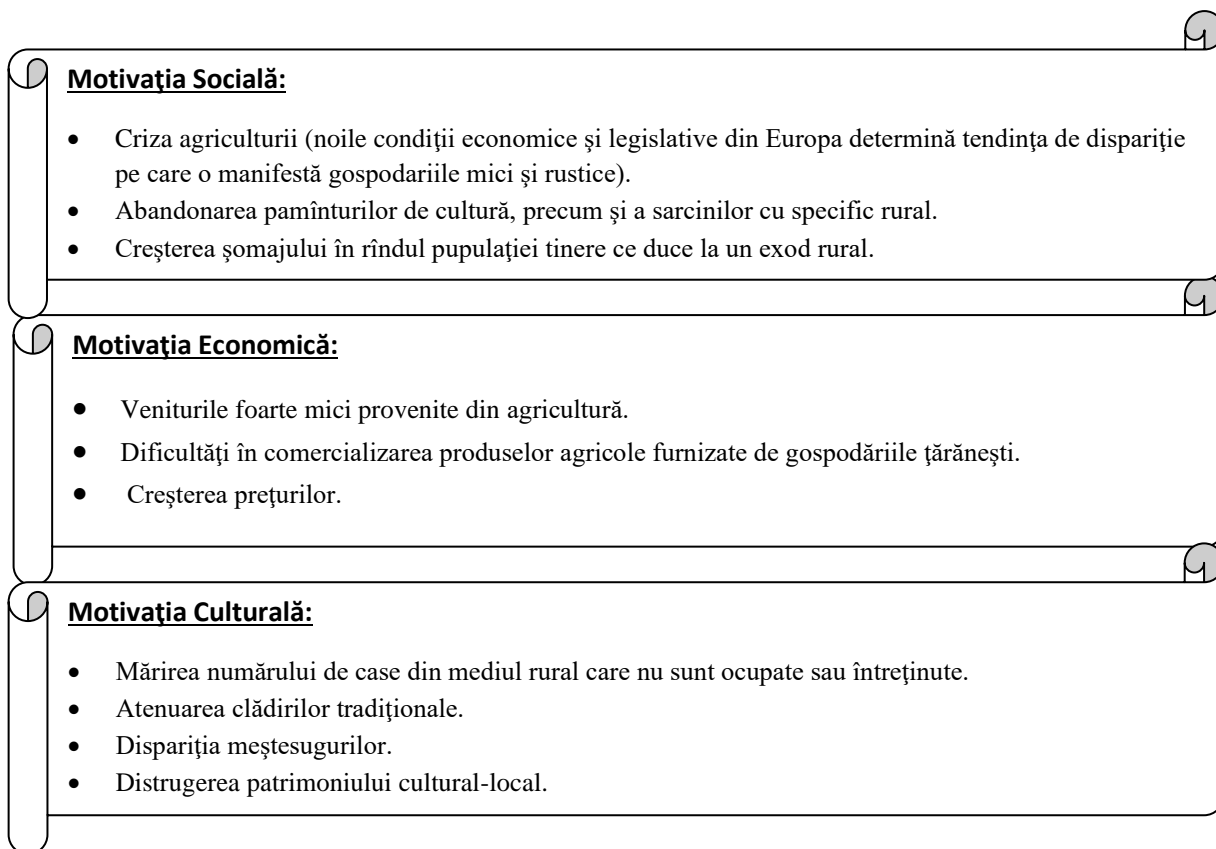 Motivaţia Socială:
• Criza agriculturii (noile condiţii economice şi legislative din Europa determină tendinţa de dispariţie
pe care o manifestă gospodariile mici şi rustice).
• Abandonarea pamînturilor de cultură, precum şi a sarcinilor cu specific rural.
• Creşterea şomajului în rîndul pupulaţiei tinere ce duce la un exod rural.
Motivaţia Economică:
• Veniturile foarte mici provenite din agricultură.
• Dificultăţi în comercializarea produselor agricole furnizate de gospodăriile ţărăneşti.
• Creşterea preţurilor.
Motivaţia Culturală:
• Mărirea numărului de case din mediul rural care nu sunt ocupate sau întreţinute.
• Atenuarea clădirilor tradiţionale.
• Dispariţia meştesugurilor.
• Distrugerea patrimoniului cultural-local.